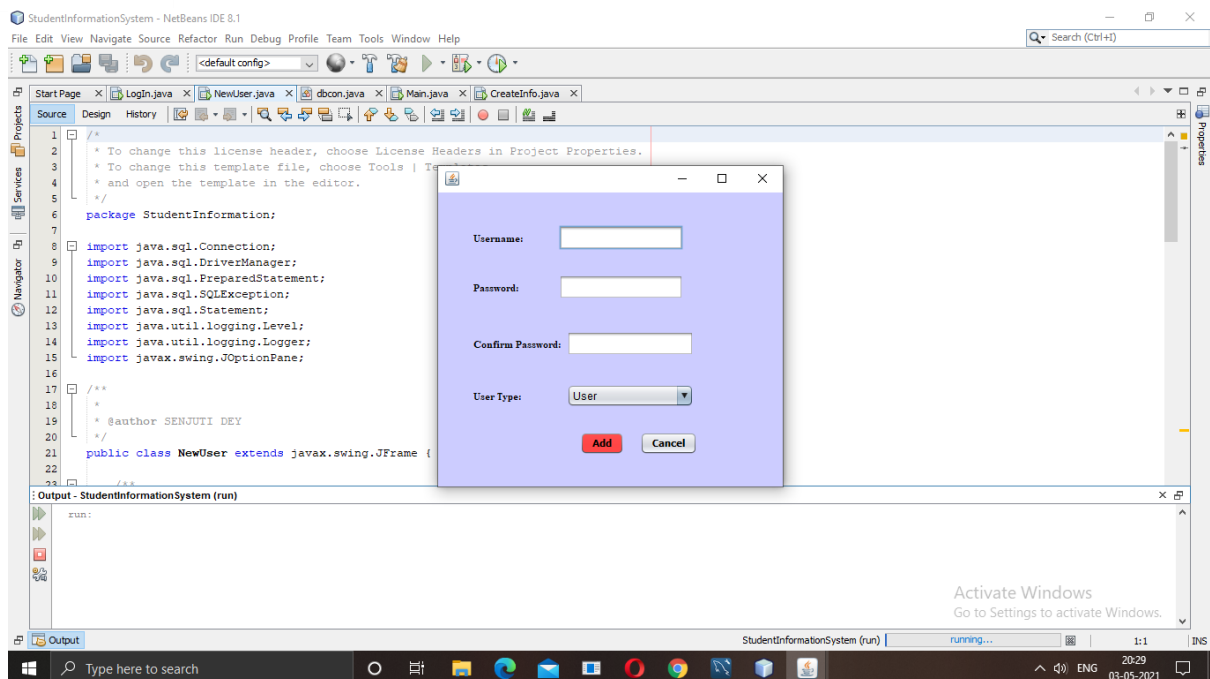 StudentInformationSystem - NetBeans IDE 8.1
File Edit View Navigate Source Refactor Run Debug Profile Team Tools Window Help
Search (Ctrl+I)
<default config>
Start Page LogIn.java NewUser.java dbcon.java Main.java CreateInfo.java
Source Design History
Projects
Services
Navigator
Properties
1 /*
2 * To change this license header, choose License Headers in Project Properties.
3 * To change this template file, choose Tools | Te
4 * and open the template in the editor.
5 */
6 package StudentInformation;
7
8 import java.sql.Connection;
9 import java.sql.DriverManager;
10 import java.sql.PreparedStatement;
11 import java.sql.SQLException;
12 import java.sql.Statement;
13 import java.util.logging.Level;
14 import java.util.logging.Logger;
15 import javax.swing.JOptionPane;
16
17 /**
18 *
19 * @author SENJUTI DEY
20 */
21 public class NewUser extends javax.swing.JFrame {
22
23 /**
Username:
Password:
Confirm Password:
User Type: User
Add Cancel
Output - StudentInformationSystem (run)
run:
Activate Windows
Go to Settings to activate Windows.
Output
StudentInformationSystem (run) running... 1:1 INS
Type here to search
ENG
20:29
03-05-2021